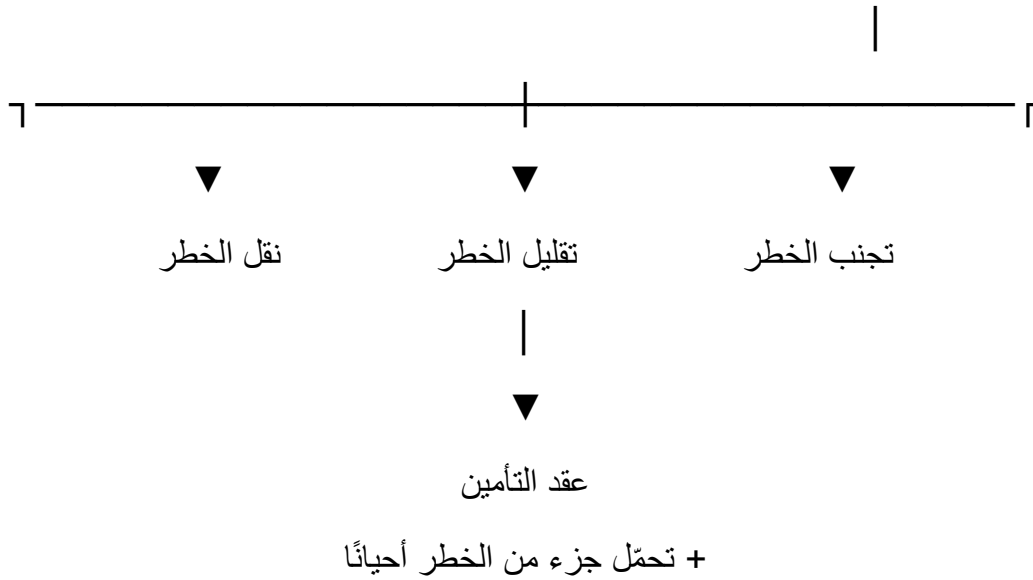 تجنب الخطر تقليل الخطر نقل الخطر
عقد التأمين
+ تحمّل جزء من الخطر أحيانًا